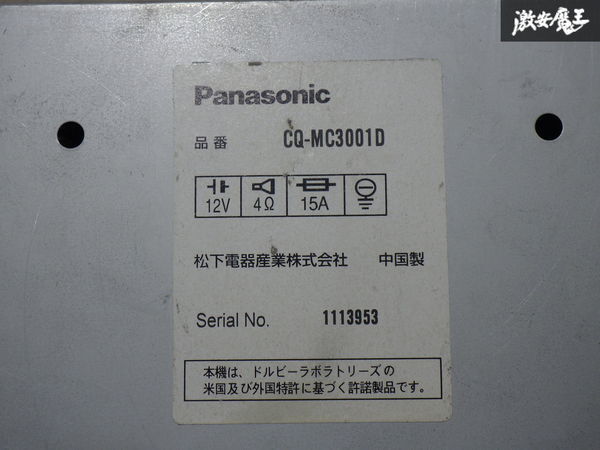 激安魔王
Panasonic
品番 CQ-MC3001D
12V 4Ω 15A
松下電器産業株式会社 中国製
Serial No. 1113953
本機は、ドルビーラボラトリーズの
米国及び外国特許に基づく許諾製品です。